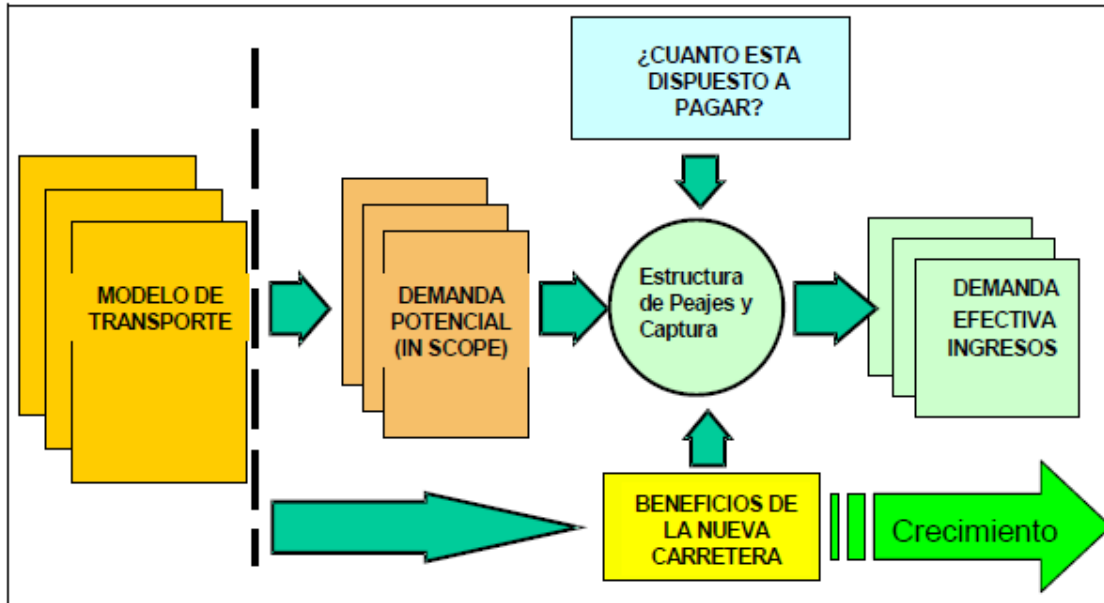 ¿CUANTO ESTA
DISPUESTO A
PAGAR?
MODELO DE
TRANSPORTE
DEMANDA
POTENCIAL
(IN SCOPE)
Estructura
de Peajes y
Captura
DEMANDA
EFECTIVA
INGRESOS
BENEFICIOS DE
LA NUEVA
CARRETERA
Crecimiento